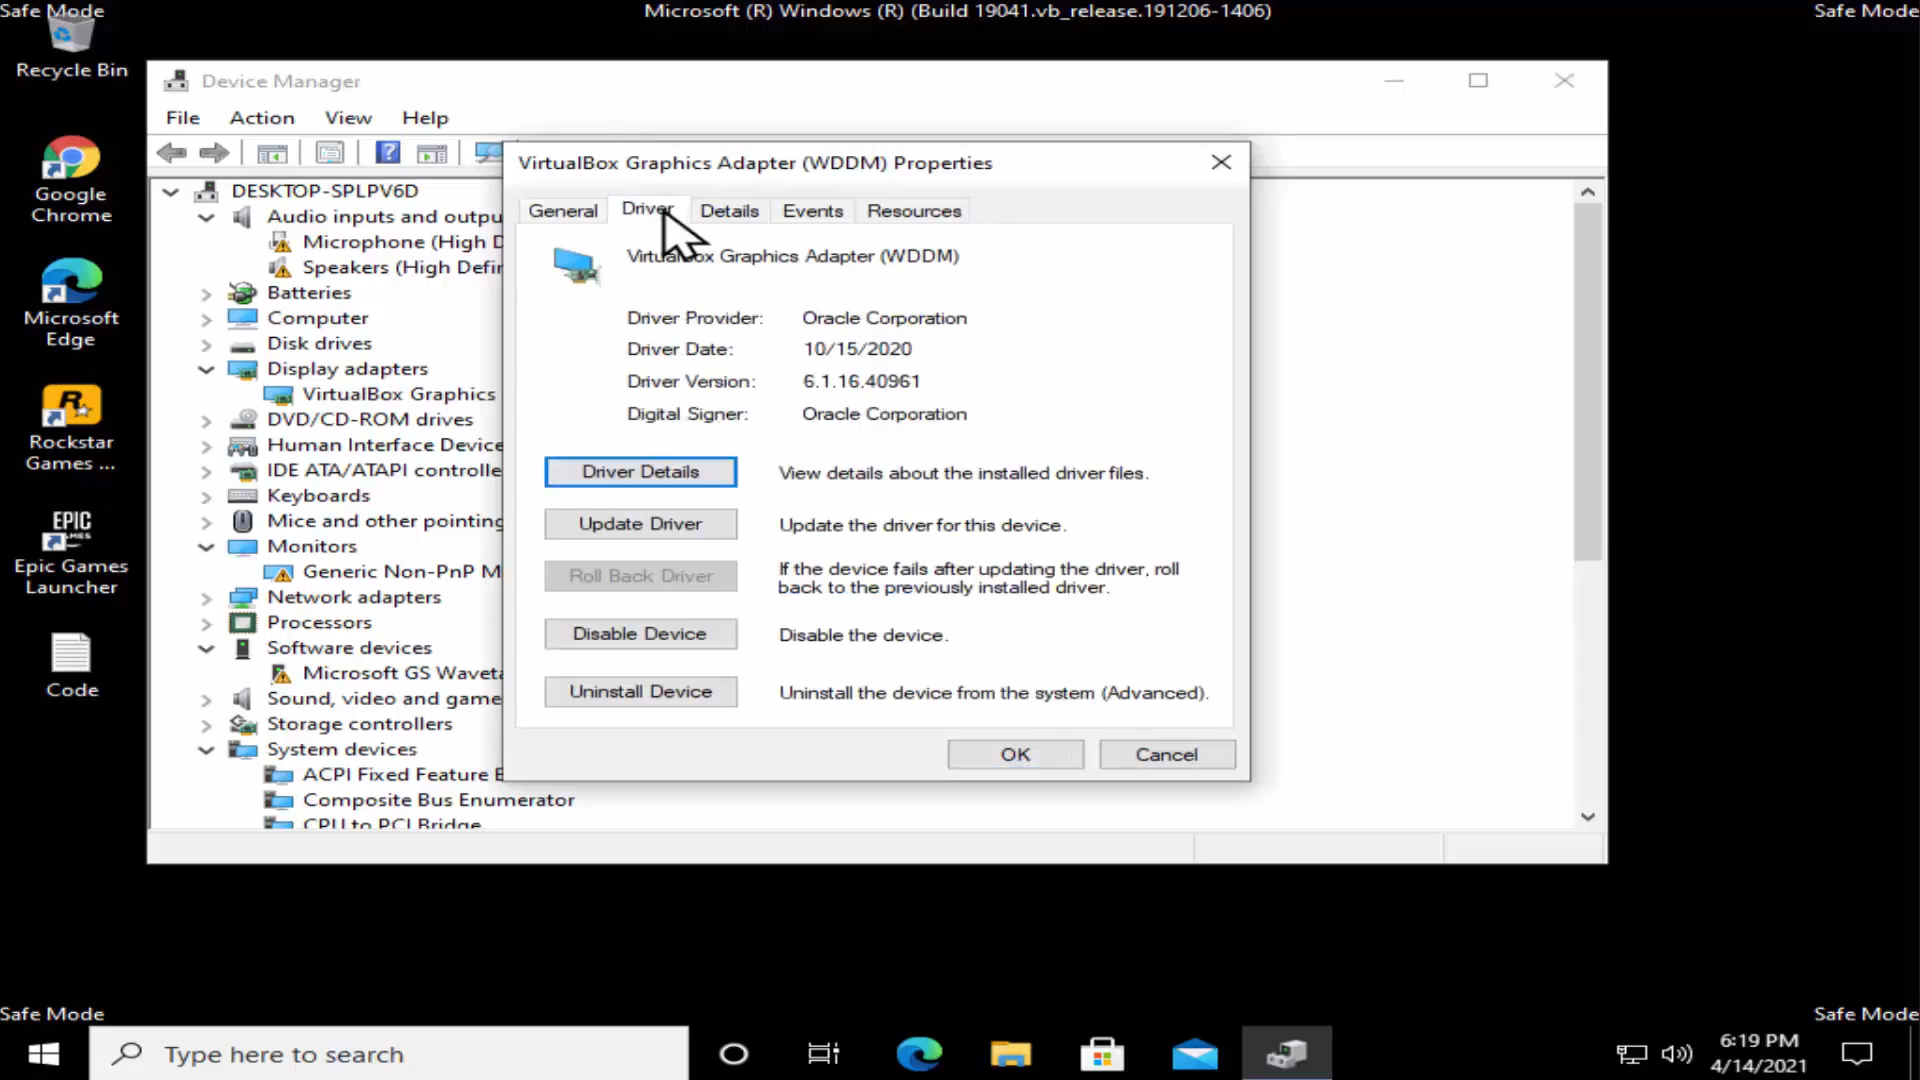 Safe Mode
Microsoft (R) Windows (R) (Build 19041.vb_release.191206-1406)
Safe Mode
Recycle Bin
Google
Chrome
Microsoft
Edge
Rockstar
Games ...
EPIC
Epic Games
Launcher
Code
Device Manager
File Action View Help
DESKTOP-SPLPV6D
Audio inputs and outpu
Microphone (High D
Speakers (High Defin
Batteries
Computer
Disk drives
Display adapters
VirtualBox Graphics
DVD/CD-ROM drives
Human Interface Device
IDE ATA/ATAPI controlle
Keyboards
Mice and other pointing
Monitors
Generic Non-PnP M
Network adapters
Processors
Software devices
Microsoft GS Waveta
Sound, video and game
Storage controllers
System devices
ACPI Fixed Feature B
Composite Bus Enumerator
CPU to PCI Bridge
VirtualBox Graphics Adapter (WDDM) Properties
General Driver Details Events Resources
VirtualBox Graphics Adapter (WDDM)
Driver Provider: Oracle Corporation
Driver Date: 10/15/2020
Driver Version: 6.1.16.40961
Digital Signer: Oracle Corporation
Driver Details View details about the installed driver files.
Update Driver Update the driver for this device.
Roll Back Driver If the device fails after updating the driver, roll
back to the previously installed driver.
Disable Device Disable the device.
Uninstall Device Uninstall the device from the system (Advanced).
OK Cancel
Safe Mode
Safe Mode
Type here to search
6:19 PM
4/14/2021